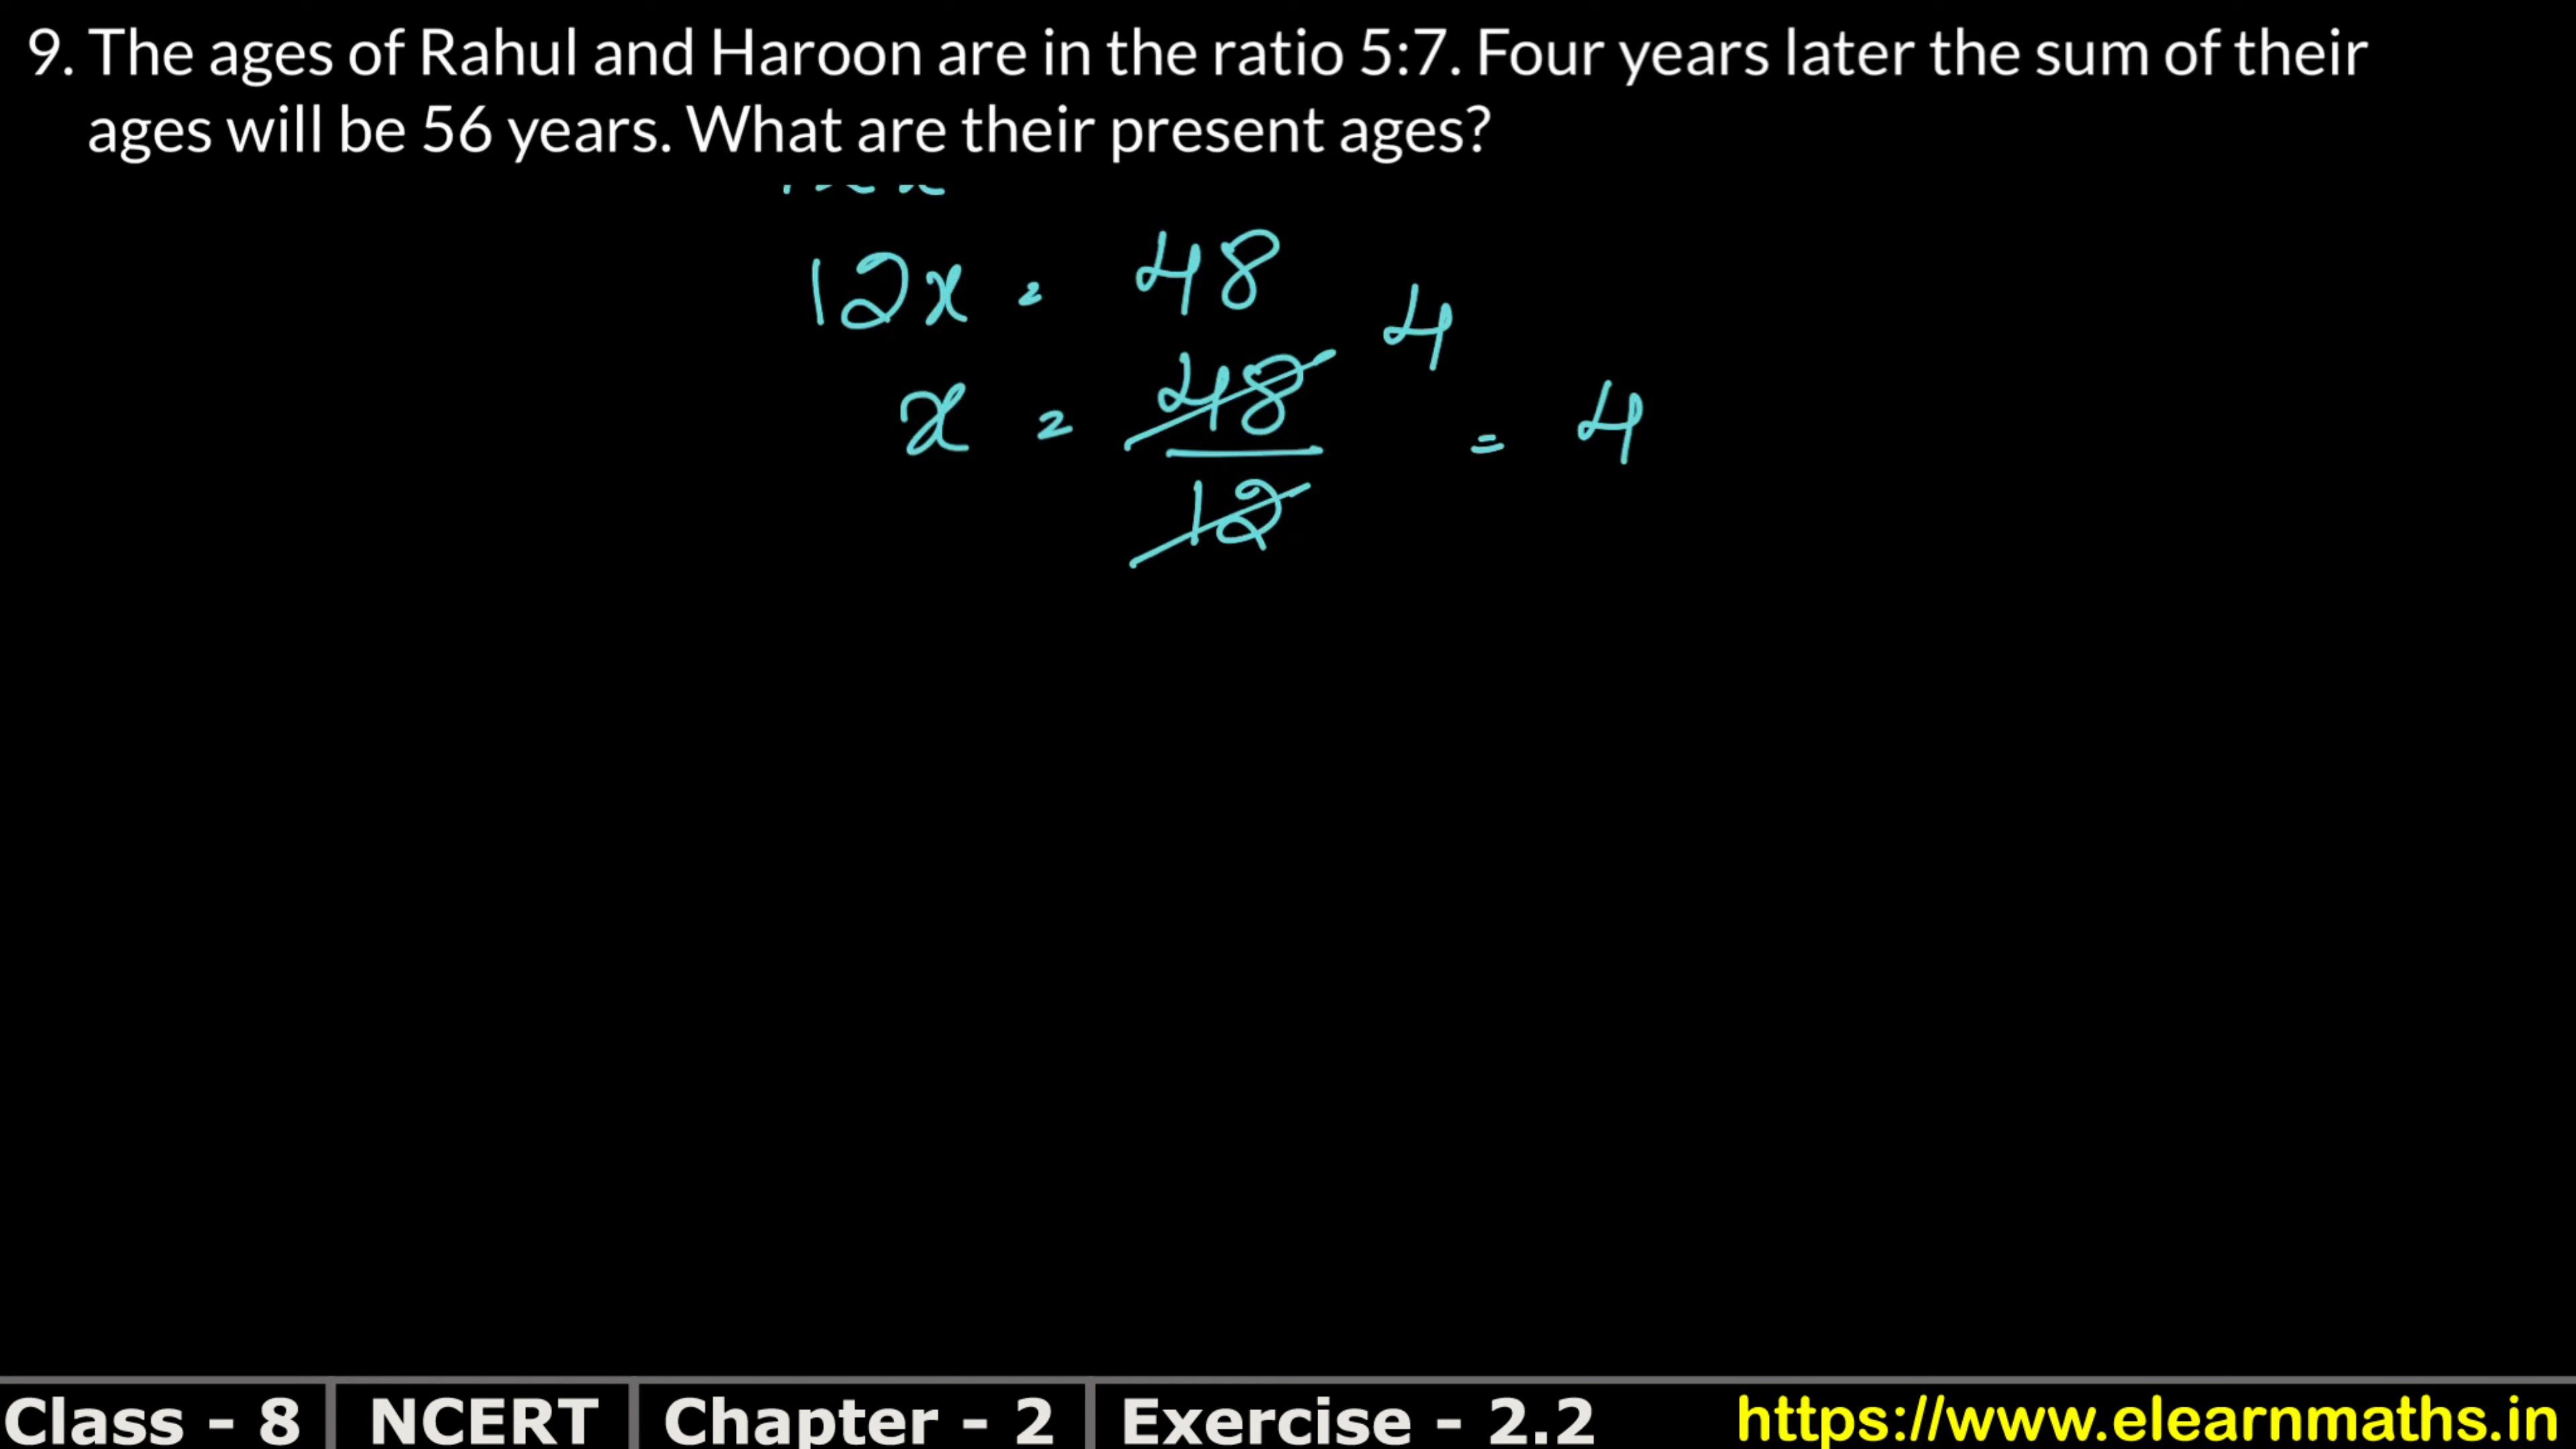 9. The ages of Rahul and Haroon are in the ratio 5:7. Four years later the sum of their
ages will be 56 years. What are their present ages?
12x = 48
x = 48/12 4 = 4
Class - 8 NCERT Chapter - 2 Exercise - 2.2 https://www.elearnmaths.in